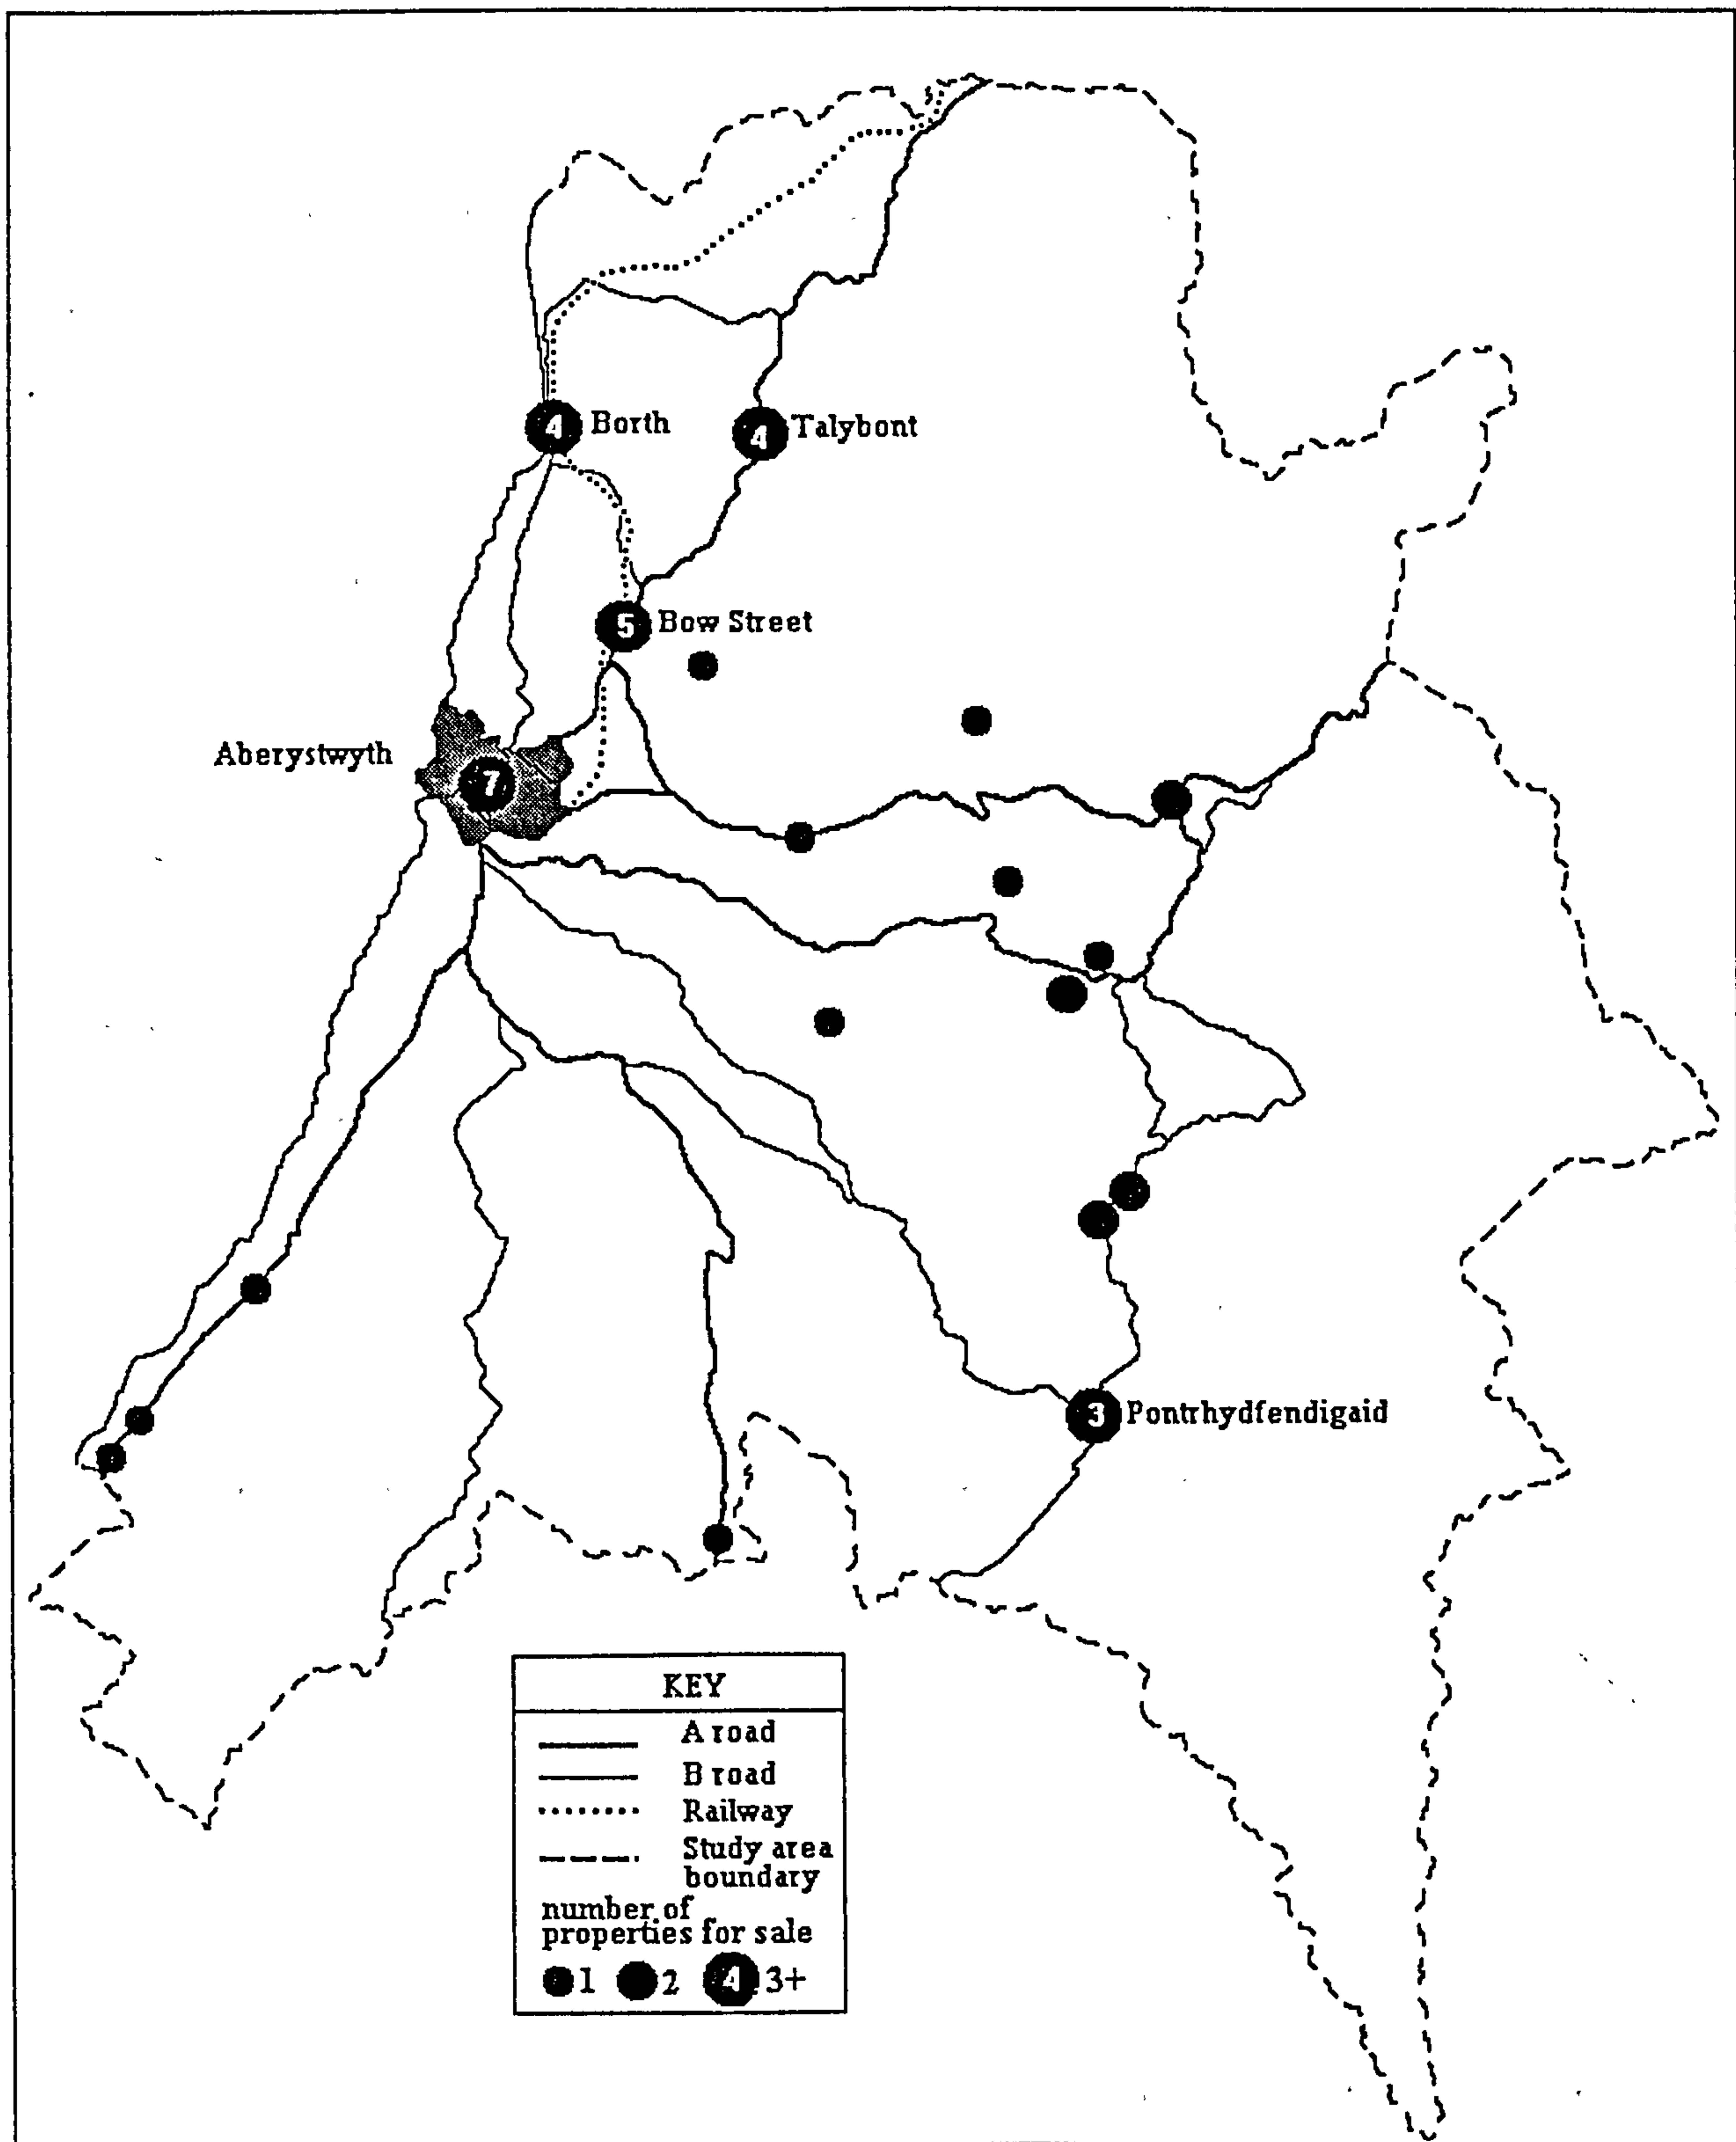 4 Borth
4 Talybont
5 Bow Street
Aberystwyth
7
3 Pontrhydfendigaid
KEY
A road
B road
Railway
Study area
boundary
number of
properties for sale
1 2 4 3+